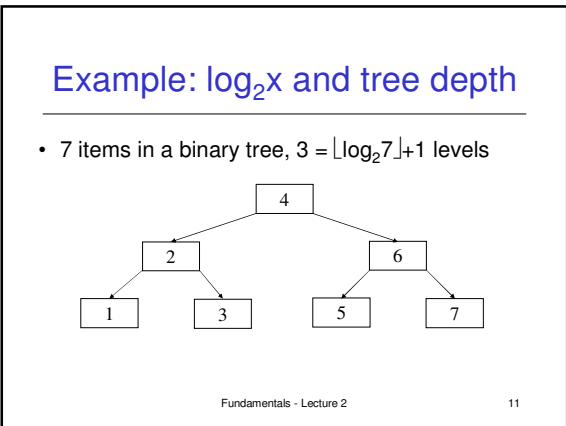 Example: log₂x and tree depth
• 7 items in a binary tree, 3 = ⌊log₂7⌋+1 levels
4
2 6
1 3 5 7
Fundamentals - Lecture 2 11